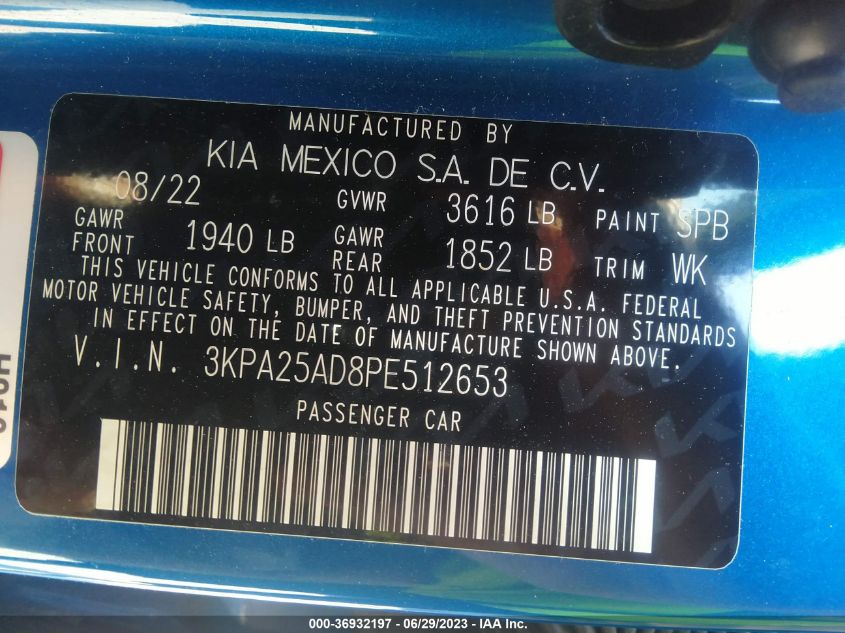 MANUFACTURED BY
KIA MEXICO S.A. DE C.V.
08/22 GVWR 3616 LB PAINT SPB
GAWR FRONT 1940 LB GAWR REAR 1852 LB TRIM WK
THIS VEHICLE CONFORMS TO ALL APPLICABLE U.S.A. FEDERAL
MOTOR VEHICLE SAFETY, BUMPER, AND THEFT PREVENTION STANDARDS
IN EFFECT ON THE DATE OF MANUFACTURE SHOWN ABOVE.
V.I.N. 3KPA25AD8PE512653
PASSENGER CAR
000-36932197 - 06/29/2023 - IAA Inc.